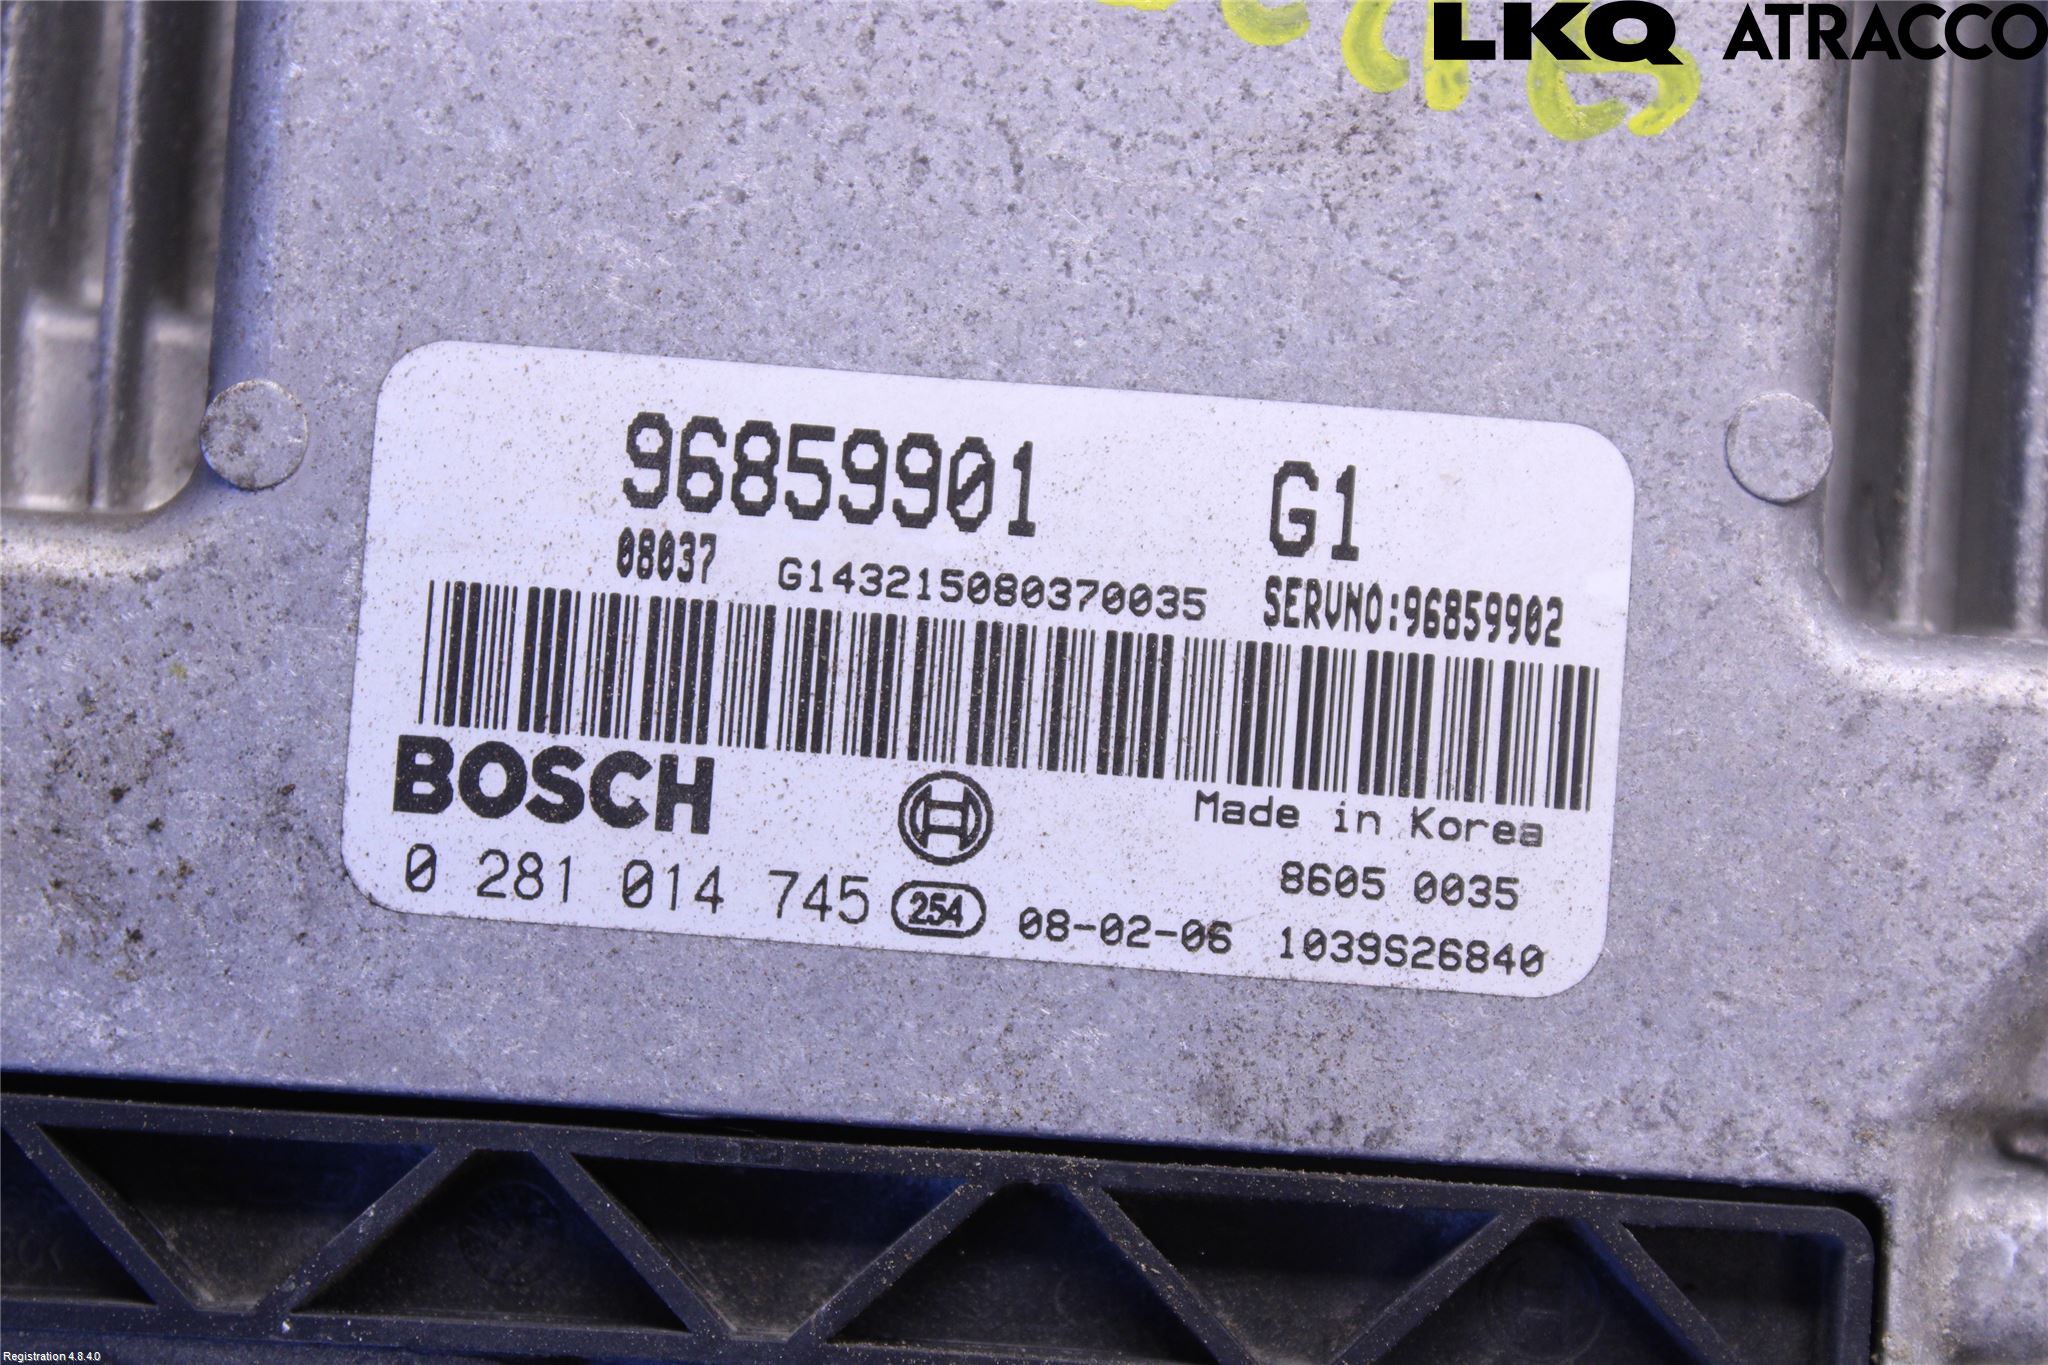 LKQ ATRACCO
96859901 G1
08037 G143215080370035 SERVNO:96859902
BOSCH
Made in Korea
0 281 014 745 254 08-02-06
8605 0035
1039S26840
Registration 4.8.4.0